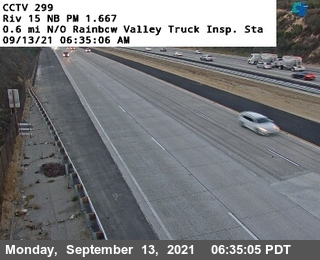 CCTV 299
Riv 15 NB PM 1.667
0.6 mi N/O Rainbow Valley Truck Insp. Sta
09/13/21 06:35:06 AM
Monday, September 13, 2021 06:35:05 PDT